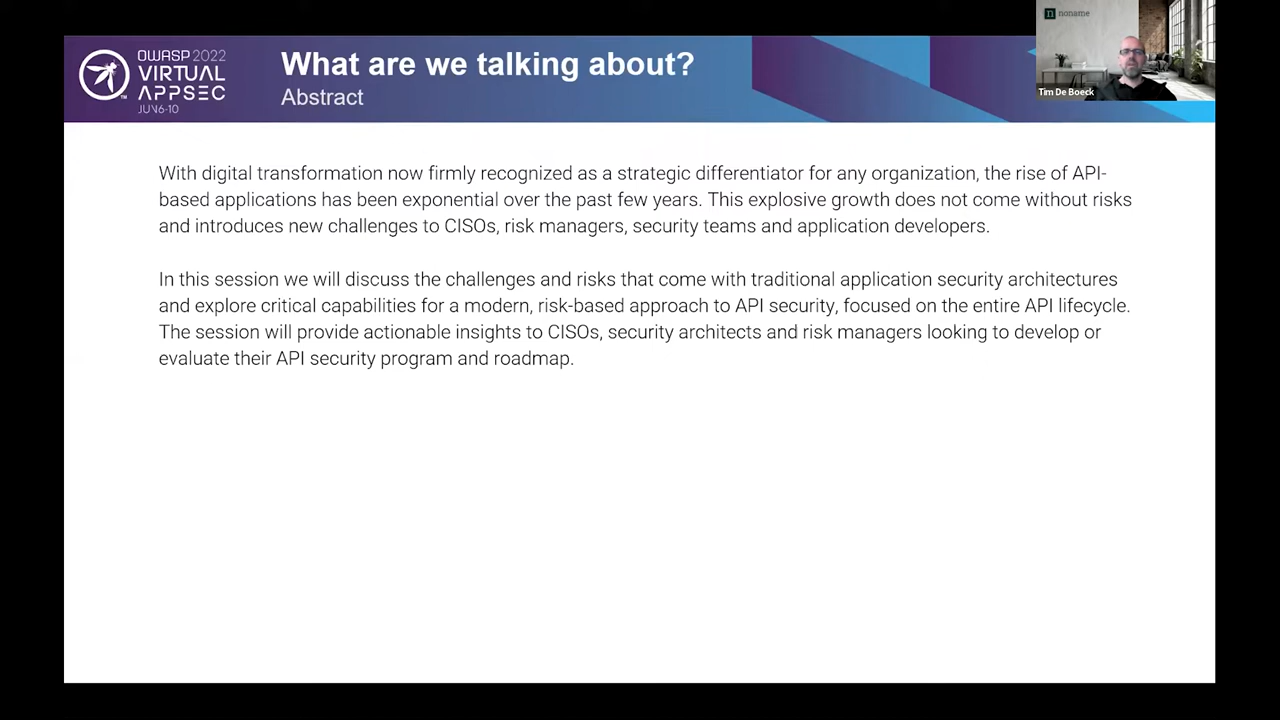 OWASP 2022
VIRTUAL
APPSEC
JUN 6-10
What are we talking about?
Abstract
n noname
Tim De Boeck
With digital transformation now firmly recognized as a strategic differentiator for any organization, the rise of API-
based applications has been exponential over the past few years. This explosive growth does not come without risks
and introduces new challenges to CISOs, risk managers, security teams and application developers.
In this session we will discuss the challenges and risks that come with traditional application security architectures
and explore critical capabilities for a modern, risk-based approach to API security, focused on the entire API lifecycle.
The session will provide actionable insights to CISOs, security architects and risk managers looking to develop or
evaluate their API security program and roadmap.